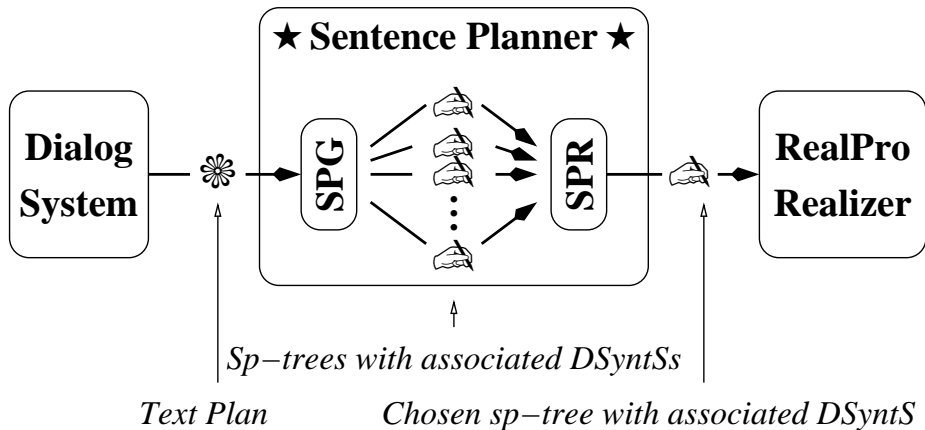 ★ Sentence Planner ★
Dialog
System
SPG
SPR
RealPro
Realizer
Sp−trees with associated DSyntSs
Text Plan
Chosen sp−tree with associated DSyntS